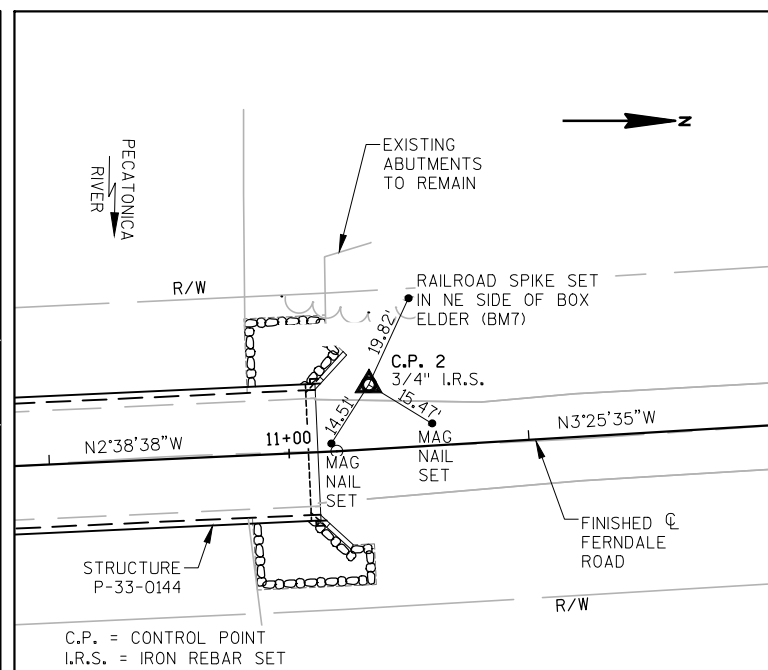 PECATONICA
RIVER
EXISTING
ABUTMENTS
TO REMAIN
N
R/W
RAILROAD SPIKE SET
IN NE SIDE OF BOX
ELDER (BM7)
19.82'
C.P. 2
3/4" I.R.S.
14.51'
15.47'
N2°38'38"W
11+00
MAG
NAIL
SET
MAG
NAIL
SET
N3°25'35"W
FINISHED ℄
FERNDALE
ROAD
STRUCTURE
P-33-0144
R/W
C.P. = CONTROL POINT
I.R.S. = IRON REBAR SET